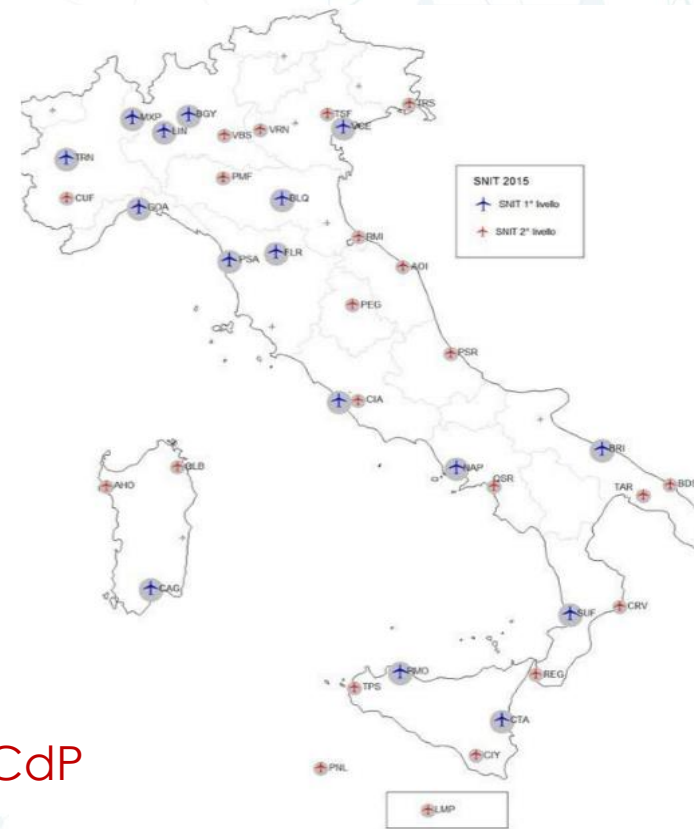 TRS
BGY
MXP
TSF
LIN
VRN
VCE
VBS
TRN
PMF
CUF
BLQ
GOA
SNIT 2015
SNIT 1° livello
SNIT 2° livello
RMI
FLR
PSA
AOI
PEG
PSR
CIA
BRI
NAP
OLB
QSR
BDS
AHO
TAR
CAG
CRV
SUF
PMO
REG
TPS
CTA
CIY
CdP
PNL
LMP